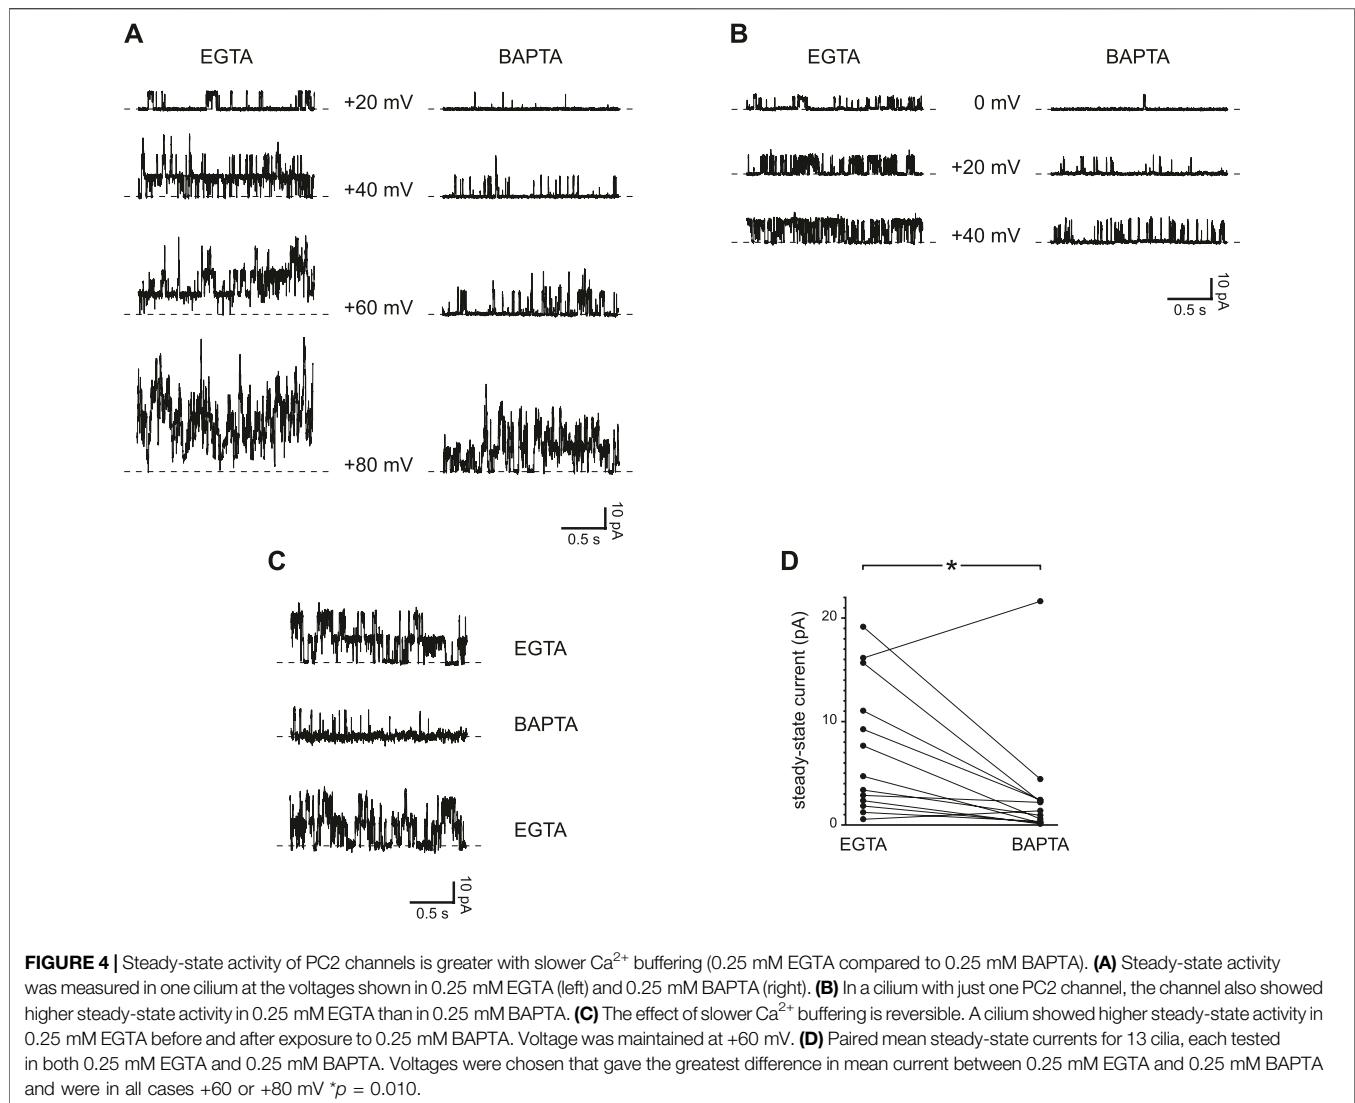 A
EGTA
BAPTA
+20 mV
+40 mV
+60 mV
+80 mV
10 pA
0.5 s
B
EGTA
BAPTA
0 mV
+20 mV
+40 mV
10 pA
0.5 s
C
EGTA
BAPTA
EGTA
10 pA
0.5 s
D
*
steady-state current (pA)
20
10
0
EGTA
BAPTA
FIGURE 4 | Steady-state activity of PC2 channels is greater with slower Ca²⁺ buffering (0.25 mM EGTA compared to 0.25 mM BAPTA). (A) Steady-state activity
was measured in one cilium at the voltages shown in 0.25 mM EGTA (left) and 0.25 mM BAPTA (right). (B) In a cilium with just one PC2 channel, the channel also showed
higher steady-state activity in 0.25 mM EGTA than in 0.25 mM BAPTA. (C) The effect of slower Ca²⁺ buffering is reversible. A cilium showed higher steady-state activity in
0.25 mM EGTA before and after exposure to 0.25 mM BAPTA. Voltage was maintained at +60 mV. (D) Paired mean steady-state currents for 13 cilia, each tested
in both 0.25 mM EGTA and 0.25 mM BAPTA. Voltages were chosen that gave the greatest difference in mean current between 0.25 mM EGTA and 0.25 mM BAPTA
and were in all cases +60 or +80 mV *p = 0.010.